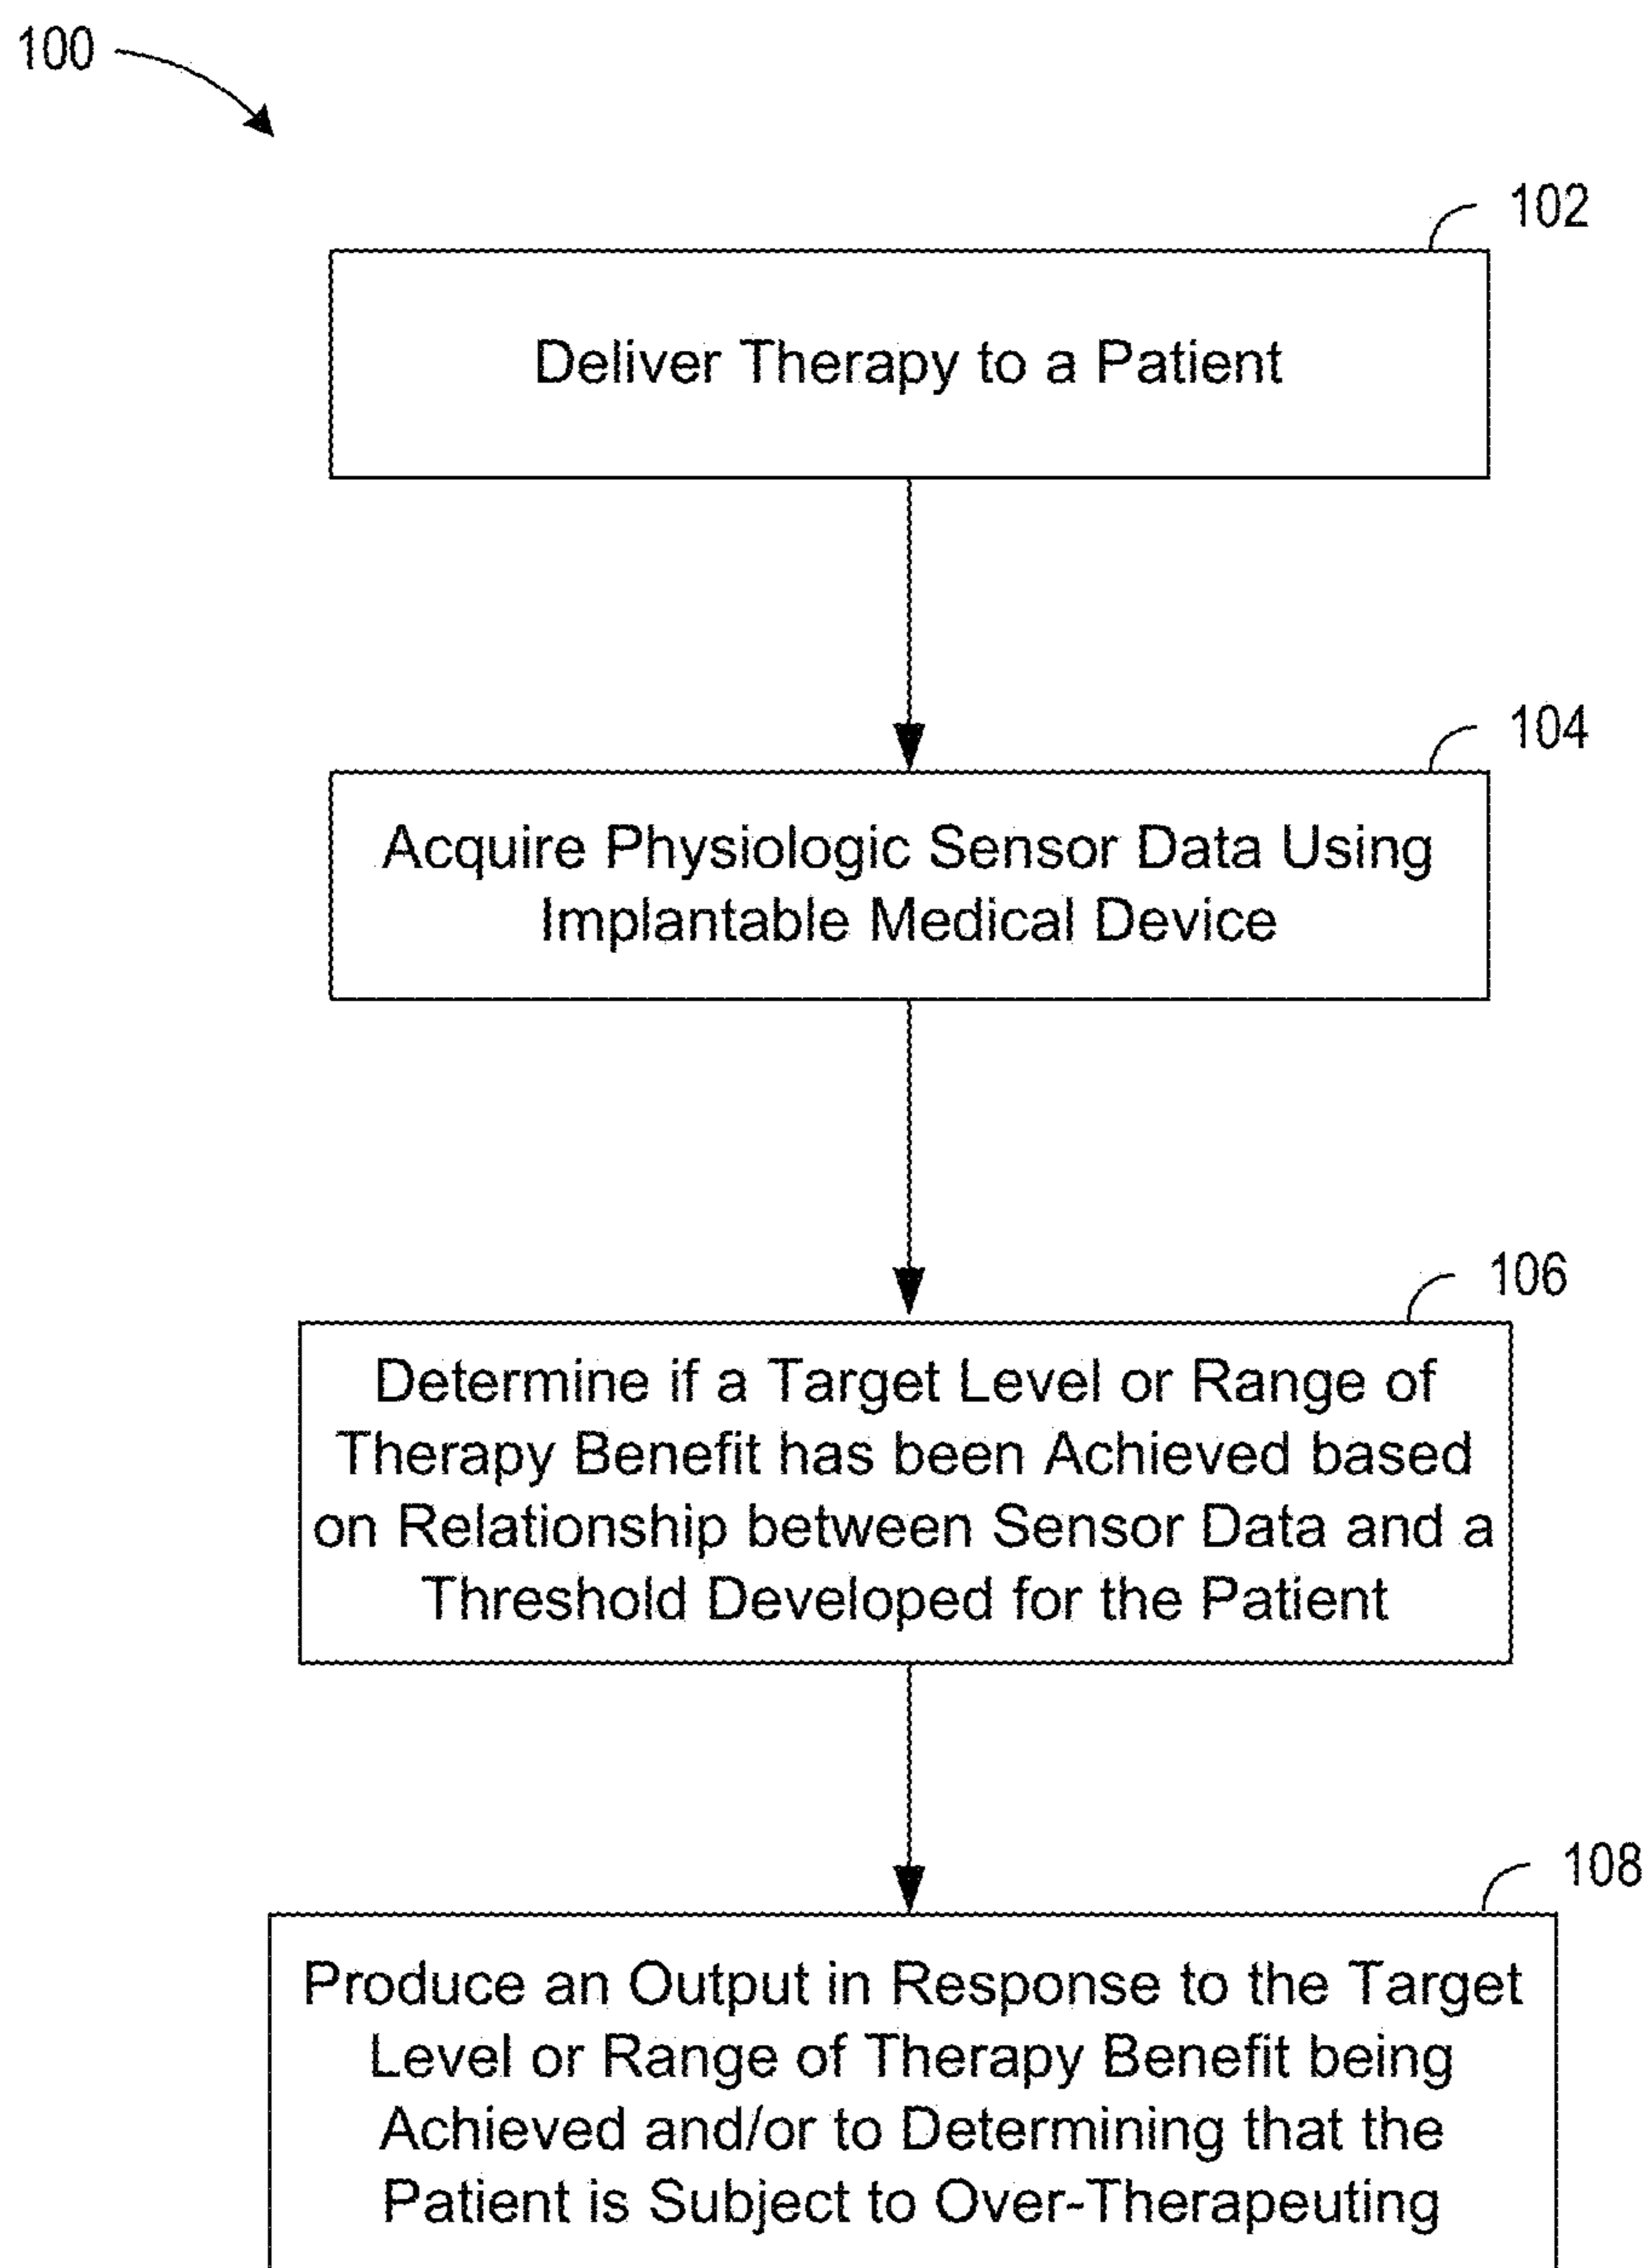 100
102
Deliver Therapy to a Patient
104
Acquire Physiologic Sensor Data Using
Implantable Medical Device
106
Determine if a Target Level or Range of
Therapy Benefit has been Achieved based
on Relationship between Sensor Data and a
Threshold Developed for the Patient
108
Produce an Output in Response to the Target
Level or Range of Therapy Benefit being
Achieved and/or to Determining that the
Patient is Subject to Over-Therapeuting